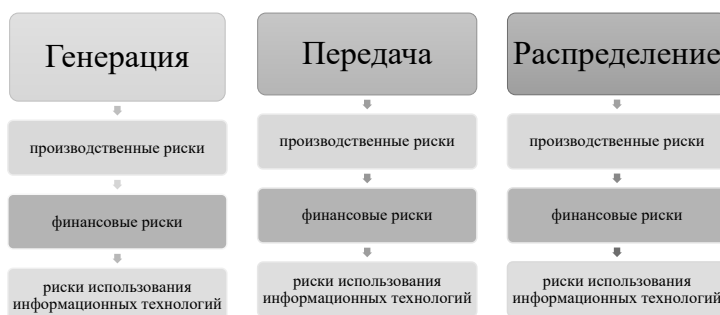 Генерация
производственные риски
финансовые риски
риски использования
информационных технологий
Передача
производственные риски
финансовые риски
риски использования
информационных технологий
Распределение
производственные риски
финансовые риски
риски использования
информационных технологий